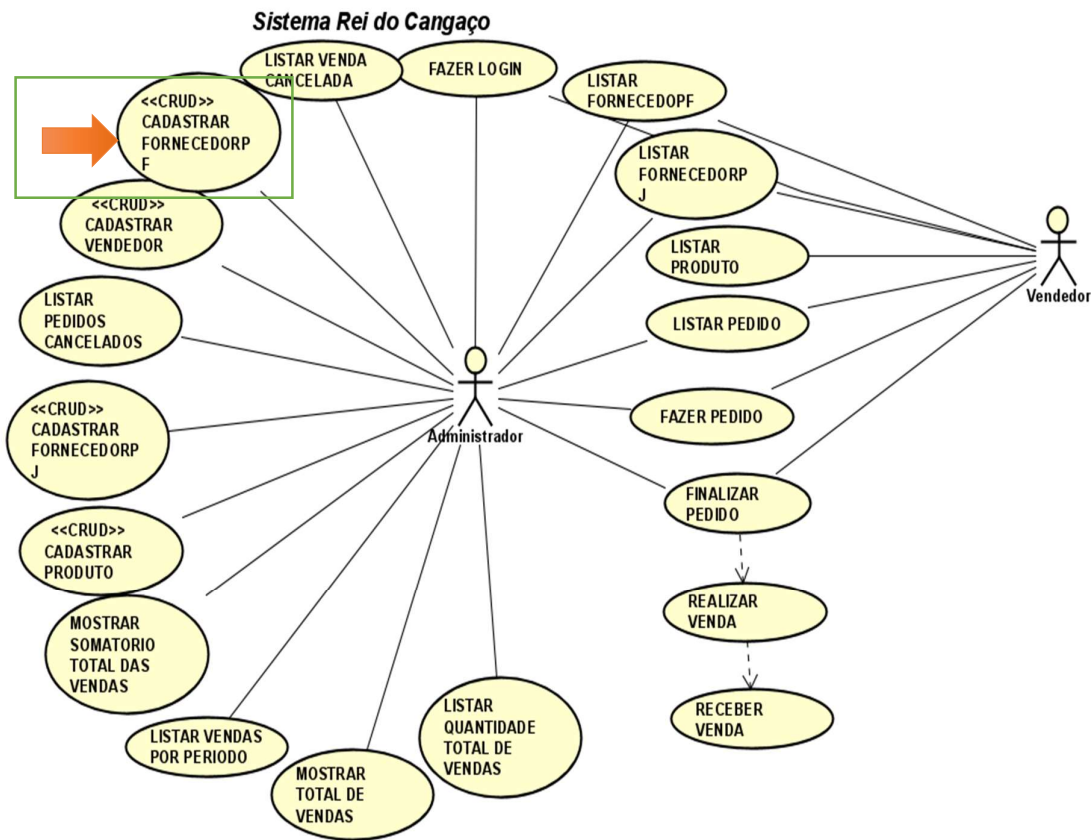 Sistema Rei do Cangaço
LISTAR VENDA
CANCELADA
FAZER LOGIN
LISTAR
FORNECEDOPF
<<CRUD>>
CADASTRAR
FORNECEDORP
F
LISTAR
FORNECEDORP
J
<<CRUD>>
CADASTRAR
VENDEDOR
LISTAR
PRODUTO
Vendedor
LISTAR
PEDIDOS
CANCELADOS
LISTAR PEDIDO
<<CRUD>>
CADASTRAR
FORNECEDORP
J
Administrador
FAZER PEDIDO
FINALIZAR
PEDIDO
<<CRUD>>
CADASTRAR
PRODUTO
REALIZAR
VENDA
MOSTRAR
SOMATORIO
TOTAL DAS
VENDAS
LISTAR
QUANTIDADE
TOTAL DE
VENDAS
RECEBER
VENDA
LISTAR VENDAS
POR PERIODO
MOSTRAR
TOTAL DE
VENDAS